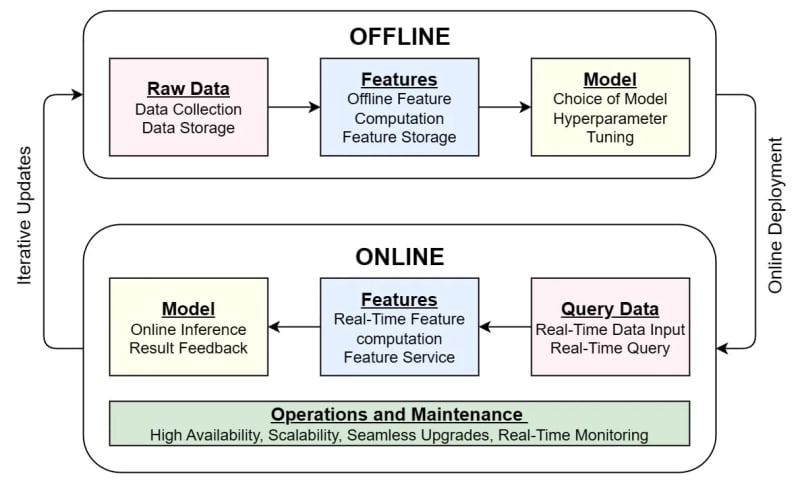 OFFLINE
Raw Data
Data Collection
Data Storage
Features
Offline Feature
Computation
Feature Storage
Model
Choice of Model
Hyperparameter
Tuning
Iterative Updates
Online Deployment
ONLINE
Model
Online Inference
Result Feedback
Features
Real-Time Feature
computation
Feature Service
Query Data
Real-Time Data Input
Real-Time Query
Operations and Maintenance
High Availability, Scalability, Seamless Upgrades, Real-Time Monitoring